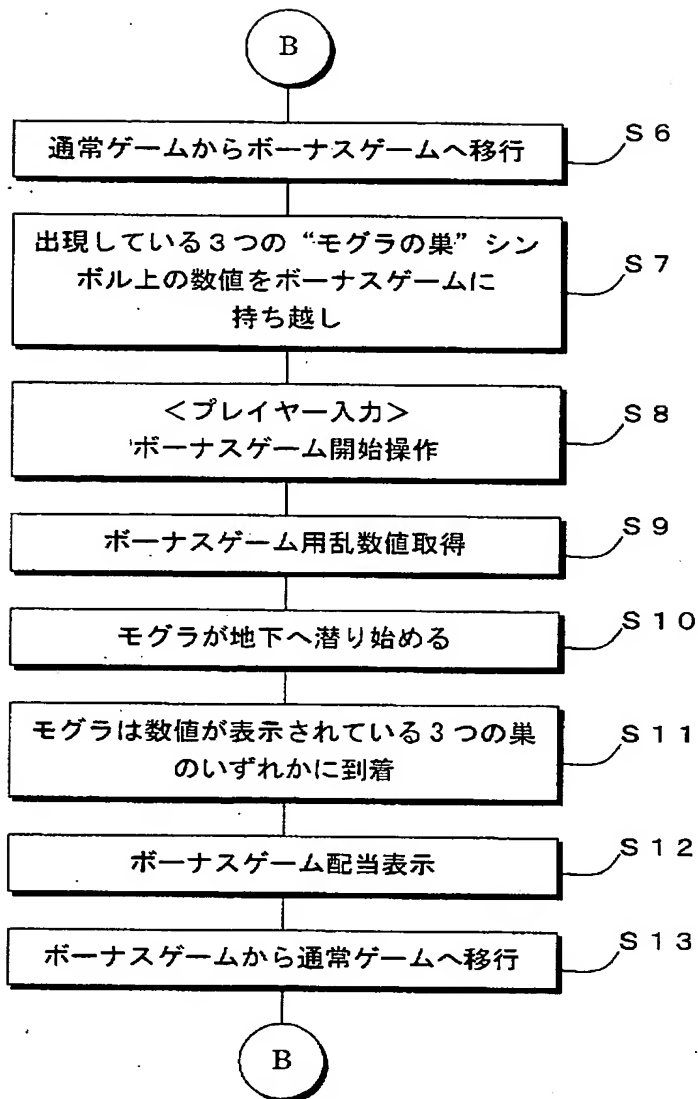 B
通常ゲームからボーナスゲームへ移行
S6
出現している3つの“モグラの巣”シン
ボル上の数値をボーナスゲームに
持ち越し
S7
<プレイヤー入力>
ボーナスゲーム開始操作
S8
ボーナスゲーム用乱数値取得
S9
モグラが地下へ潜り始める
S10
モグラは数値が表示されている3つの巣
のいずれかに到着
S11
ボーナスゲーム配当表示
S12
ボーナスゲームから通常ゲームへ移行
S13
B